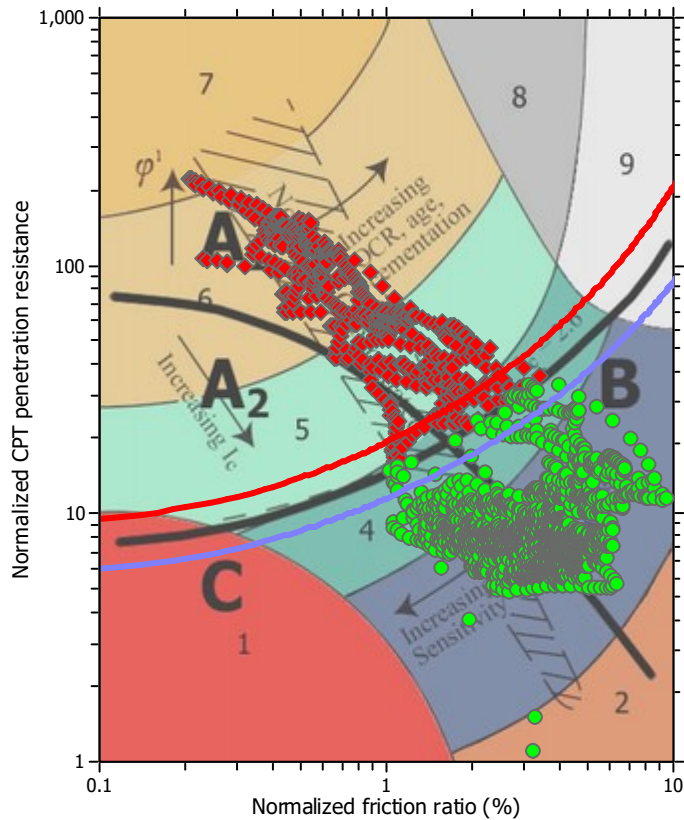 1,000
100
10
1
0.1
1
10
Normalized CPT penetration resistance
Normalized friction ratio (%)
7
8
9
φ¹
Increasing
OCR, age,
cementation
A
6
A2
Increasing Ic
5
B
4
C
1
Increasing
Sensitivity
2